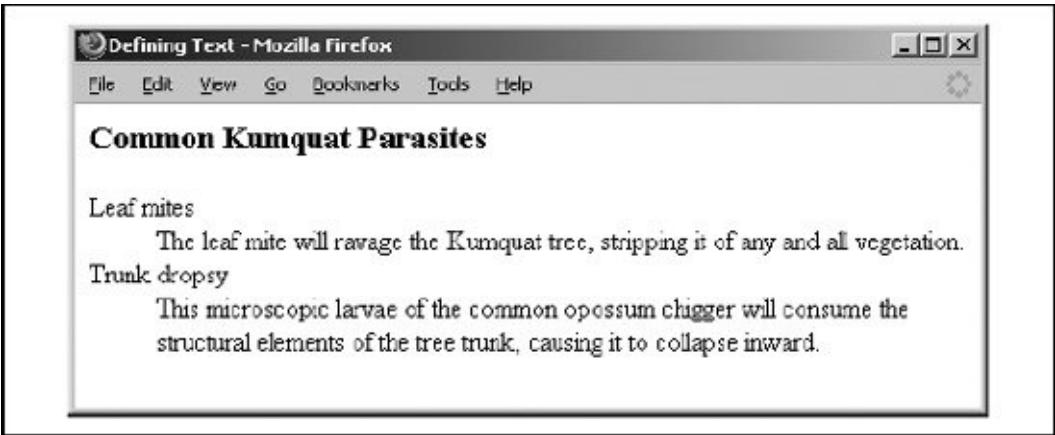 Defining Text - Mozilla Firefox
File Edit View Go Bookmarks Tools Help
Common Kumquat Parasites
Leaf mites
The leaf mite will ravage the Kumquat tree, stripping it of any and all vegetation.
Trunk dropsy
This microscopic larvae of the common opossum chigger will consume the
structural elements of the tree trunk, causing it to collapse inward.